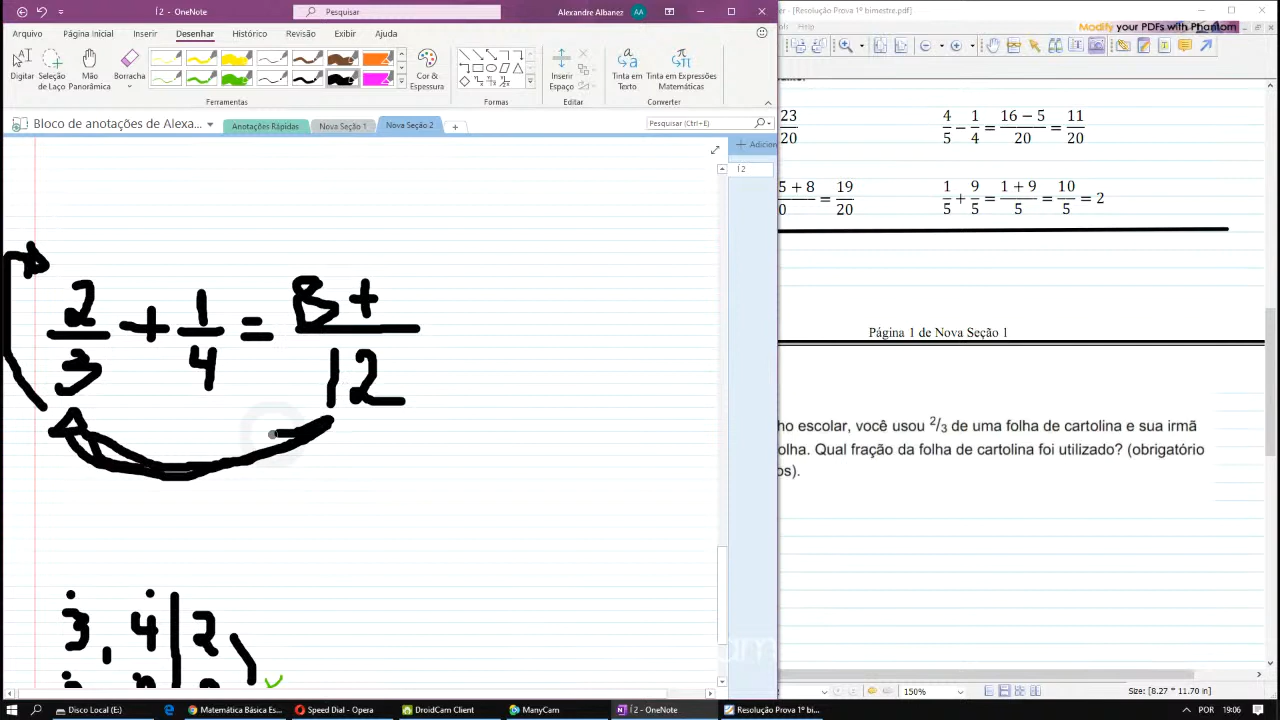 Í 2 - OneNote
Pesquisar
Alexandre Albanez
AA
Arquivo Página Inicial Inserir Desenhar Histórico Revisão Exibir Ajuda
Digitar
Seleção de Laço
Mão Panorâmica
Borracha
Cor & Espessura
Inserir Espaço
Tinta em Texto
Tinta em Expressões Matemáticas
Ferramentas Formas Editar Converter
Bloco de anotações de Alexa...
Anotações Rápidas
Nova Seção 1
Nova Seção 2
Pesquisar (Ctrl+E)
Adicion
Í 2
2/3 + 1/4 = 8+/12
3, 4 | 2
er - [Resolução Prova 1º bimestre.pdf]
Modify your PDFs with Phantom
23/20
4/5 − 1/4 = (16 − 5)/20 = 11/20
5 + 8/0 = 19/20
1/5 + 9/5 = (1 + 9)/5 = 10/5 = 2
Página 1 de Nova Seção 1
ho escolar, você usou 2/3 de uma folha de cartolina e sua irmã
olha. Qual fração da folha de cartolina foi utilizado? (obrigatório
os).
150%
Size: [8.27 * 11.70 in]
Disco Local (E:)
Matemática Básica Es...
Speed Dial - Opera
DroidCam Client
ManyCam
Í 2 - OneNote
Resolução Prova 1º bi...
POR
19:06